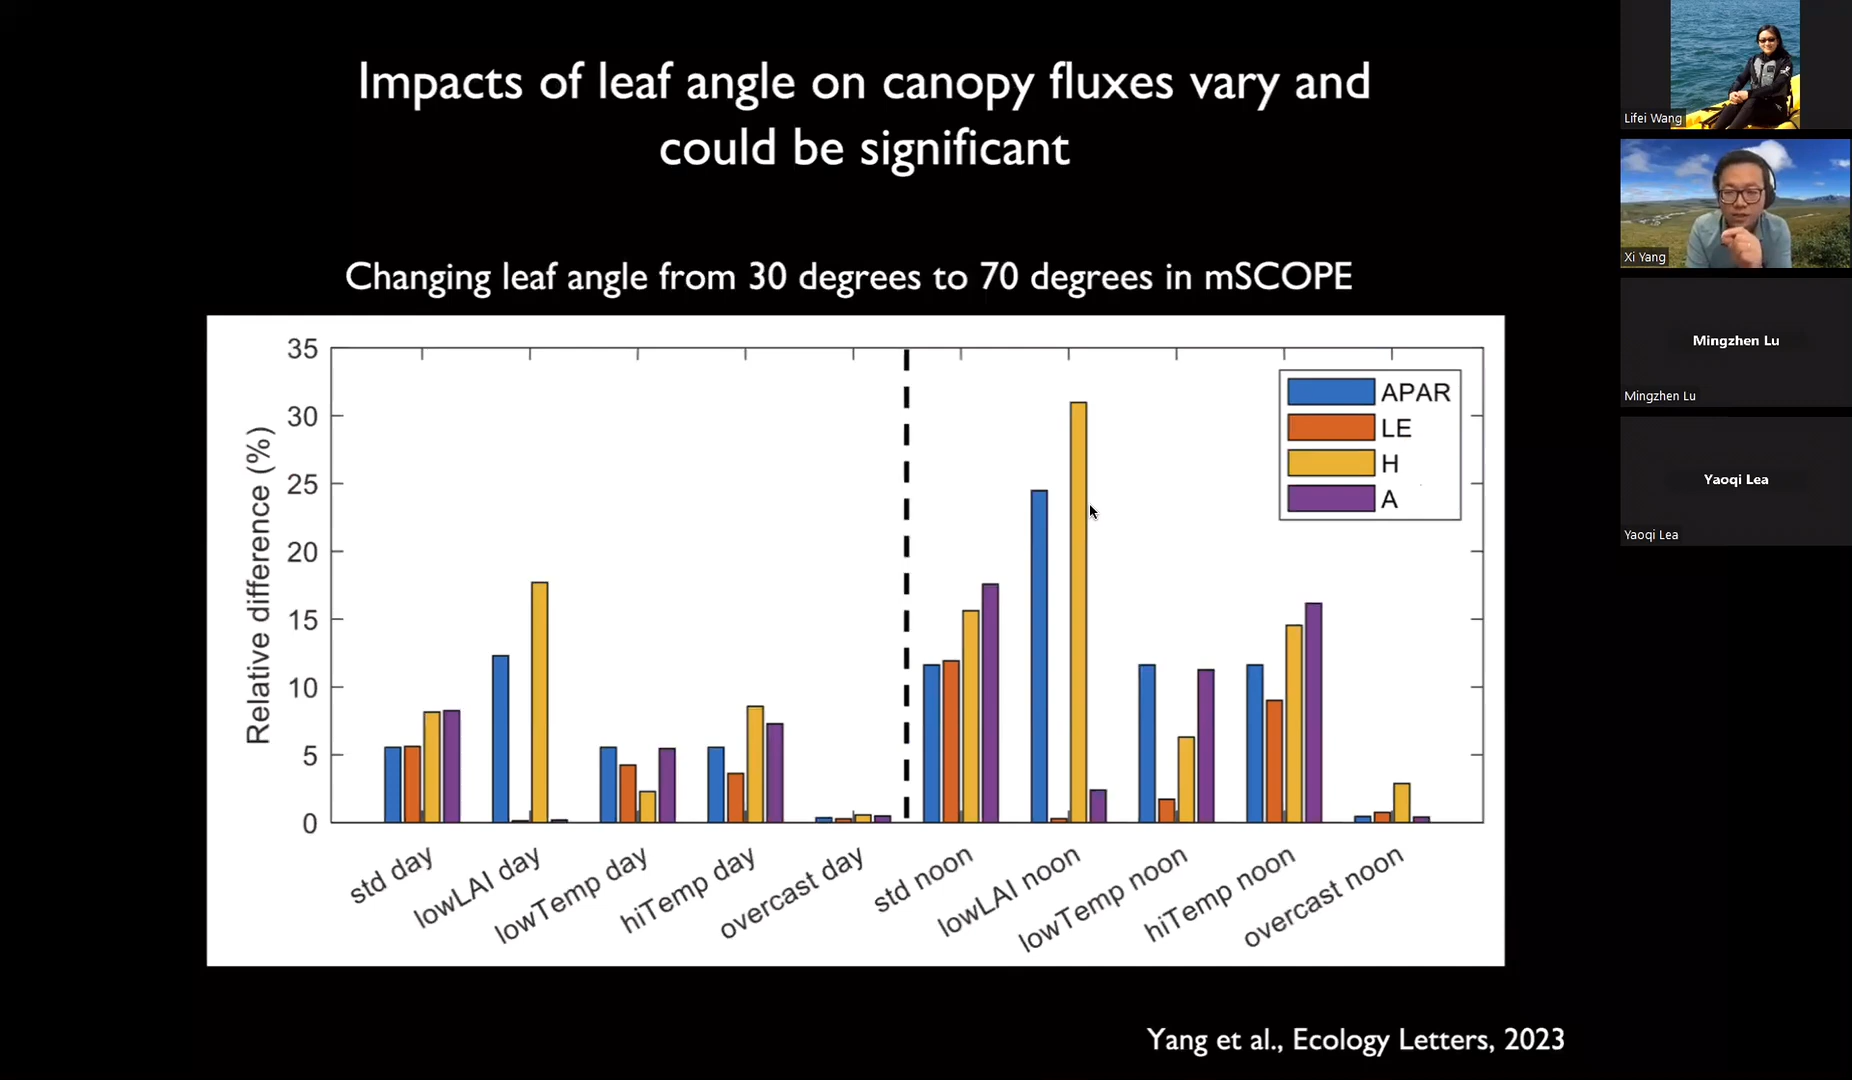 Impacts of leaf angle on canopy fluxes vary and
could be significant
Changing leaf angle from 30 degrees to 70 degrees in mSCOPE
Relative difference (%)
35
30
25
20
15
10
5
0
APAR
LE
H
A
std day
lowLAI day
lowTemp day
hiTemp day
overcast day
std noon
lowLAI noon
lowTemp noon
hiTemp noon
overcast noon
Yang et al., Ecology Letters, 2023
Lifei Wang
Xi Yang
Mingzhen Lu
Mingzhen Lu
Yaoqi Lea
Yaoqi Lea